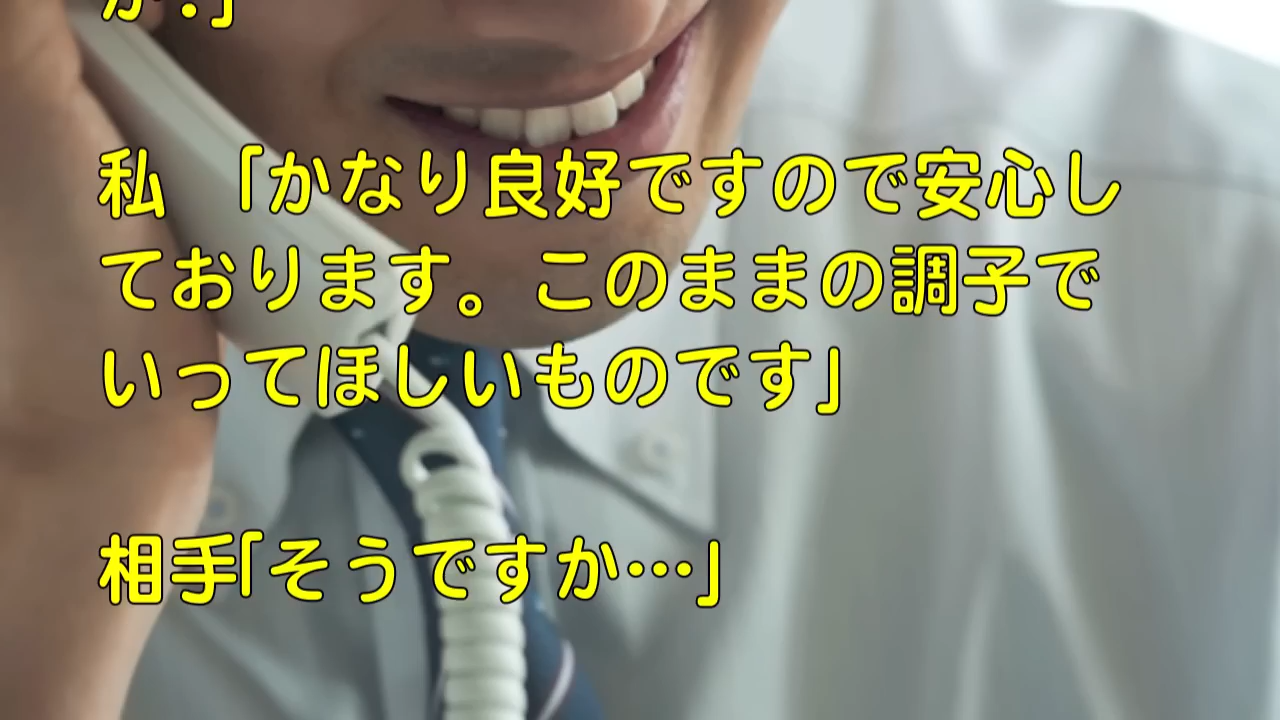 か？」
私　「かなり良好ですので安心し
ております。このままの調子で
いってほしいものです」
相手「そうですか…」